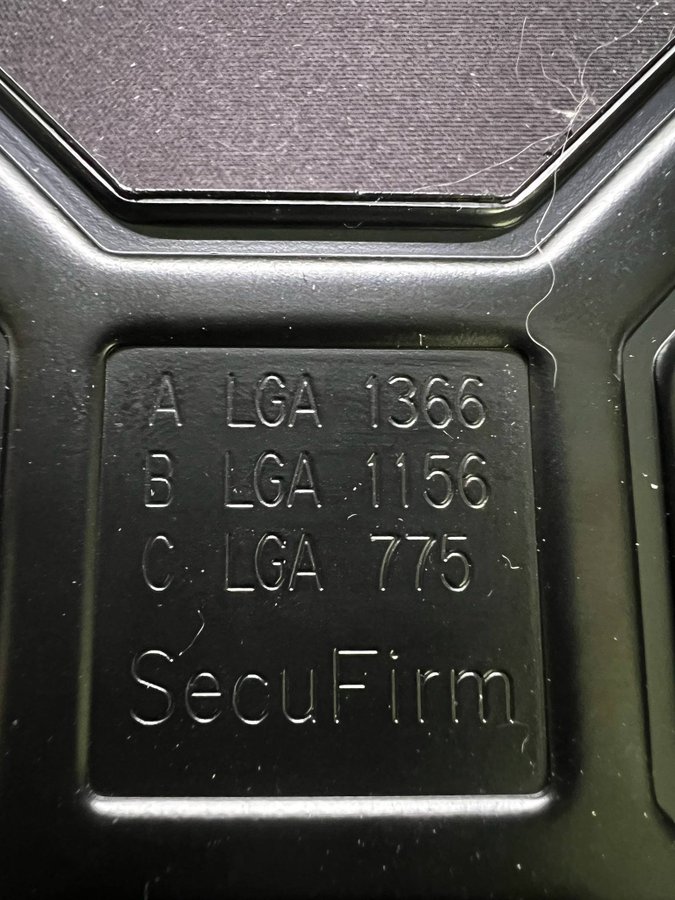 A LGA 1366
B LGA 1156
C LGA 775
SecuFirm